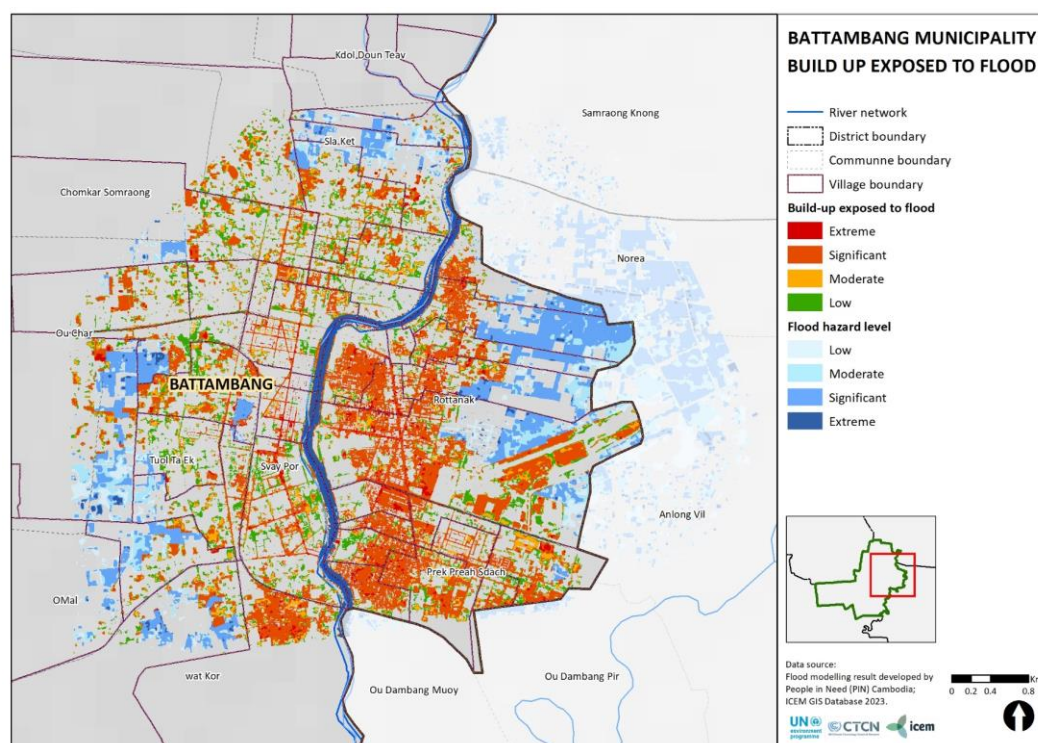 BATTAMBANG MUNICIPALITY
BUILD UP EXPOSED TO FLOOD
River network
District boundary
Communne boundary
Village boundary
Build-up exposed to flood
Extreme
Significant
Moderate
Low
Flood hazard level
Low
Moderate
Significant
Extreme
Kdol Doun Teav
Samraong Knong
Sla Ket
Chomkar Somraong
Norea
Ou Char
BATTAMBANG
Rottanak
Tuol Ta Ek
Svay Por
Anlong Vil
Prek Preah Sdach
OMal
wat Kor
Ou Dambang Muoy
Ou Dambang Pir
Data source:
Flood modelling result developed by
People in Need (PIN) Cambodia;
ICEM GIS Database 2023.
0 0.2 0.4 0.8
UN
environment
programme
CTCN
icem